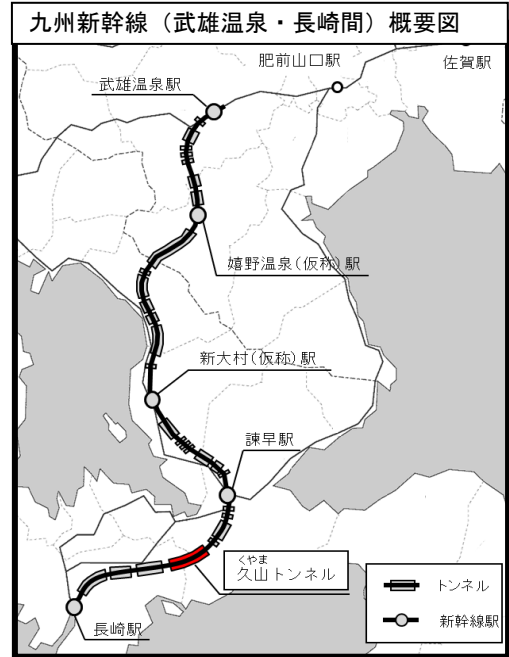 九州新幹線（武雄温泉・長崎間）概要図
肥前山口駅
佐賀駅
武雄温泉駅
嬉野温泉(仮称)駅
新大村(仮称)駅
諫早駅
くやま
久山トンネル
長崎駅
トンネル
新幹線駅